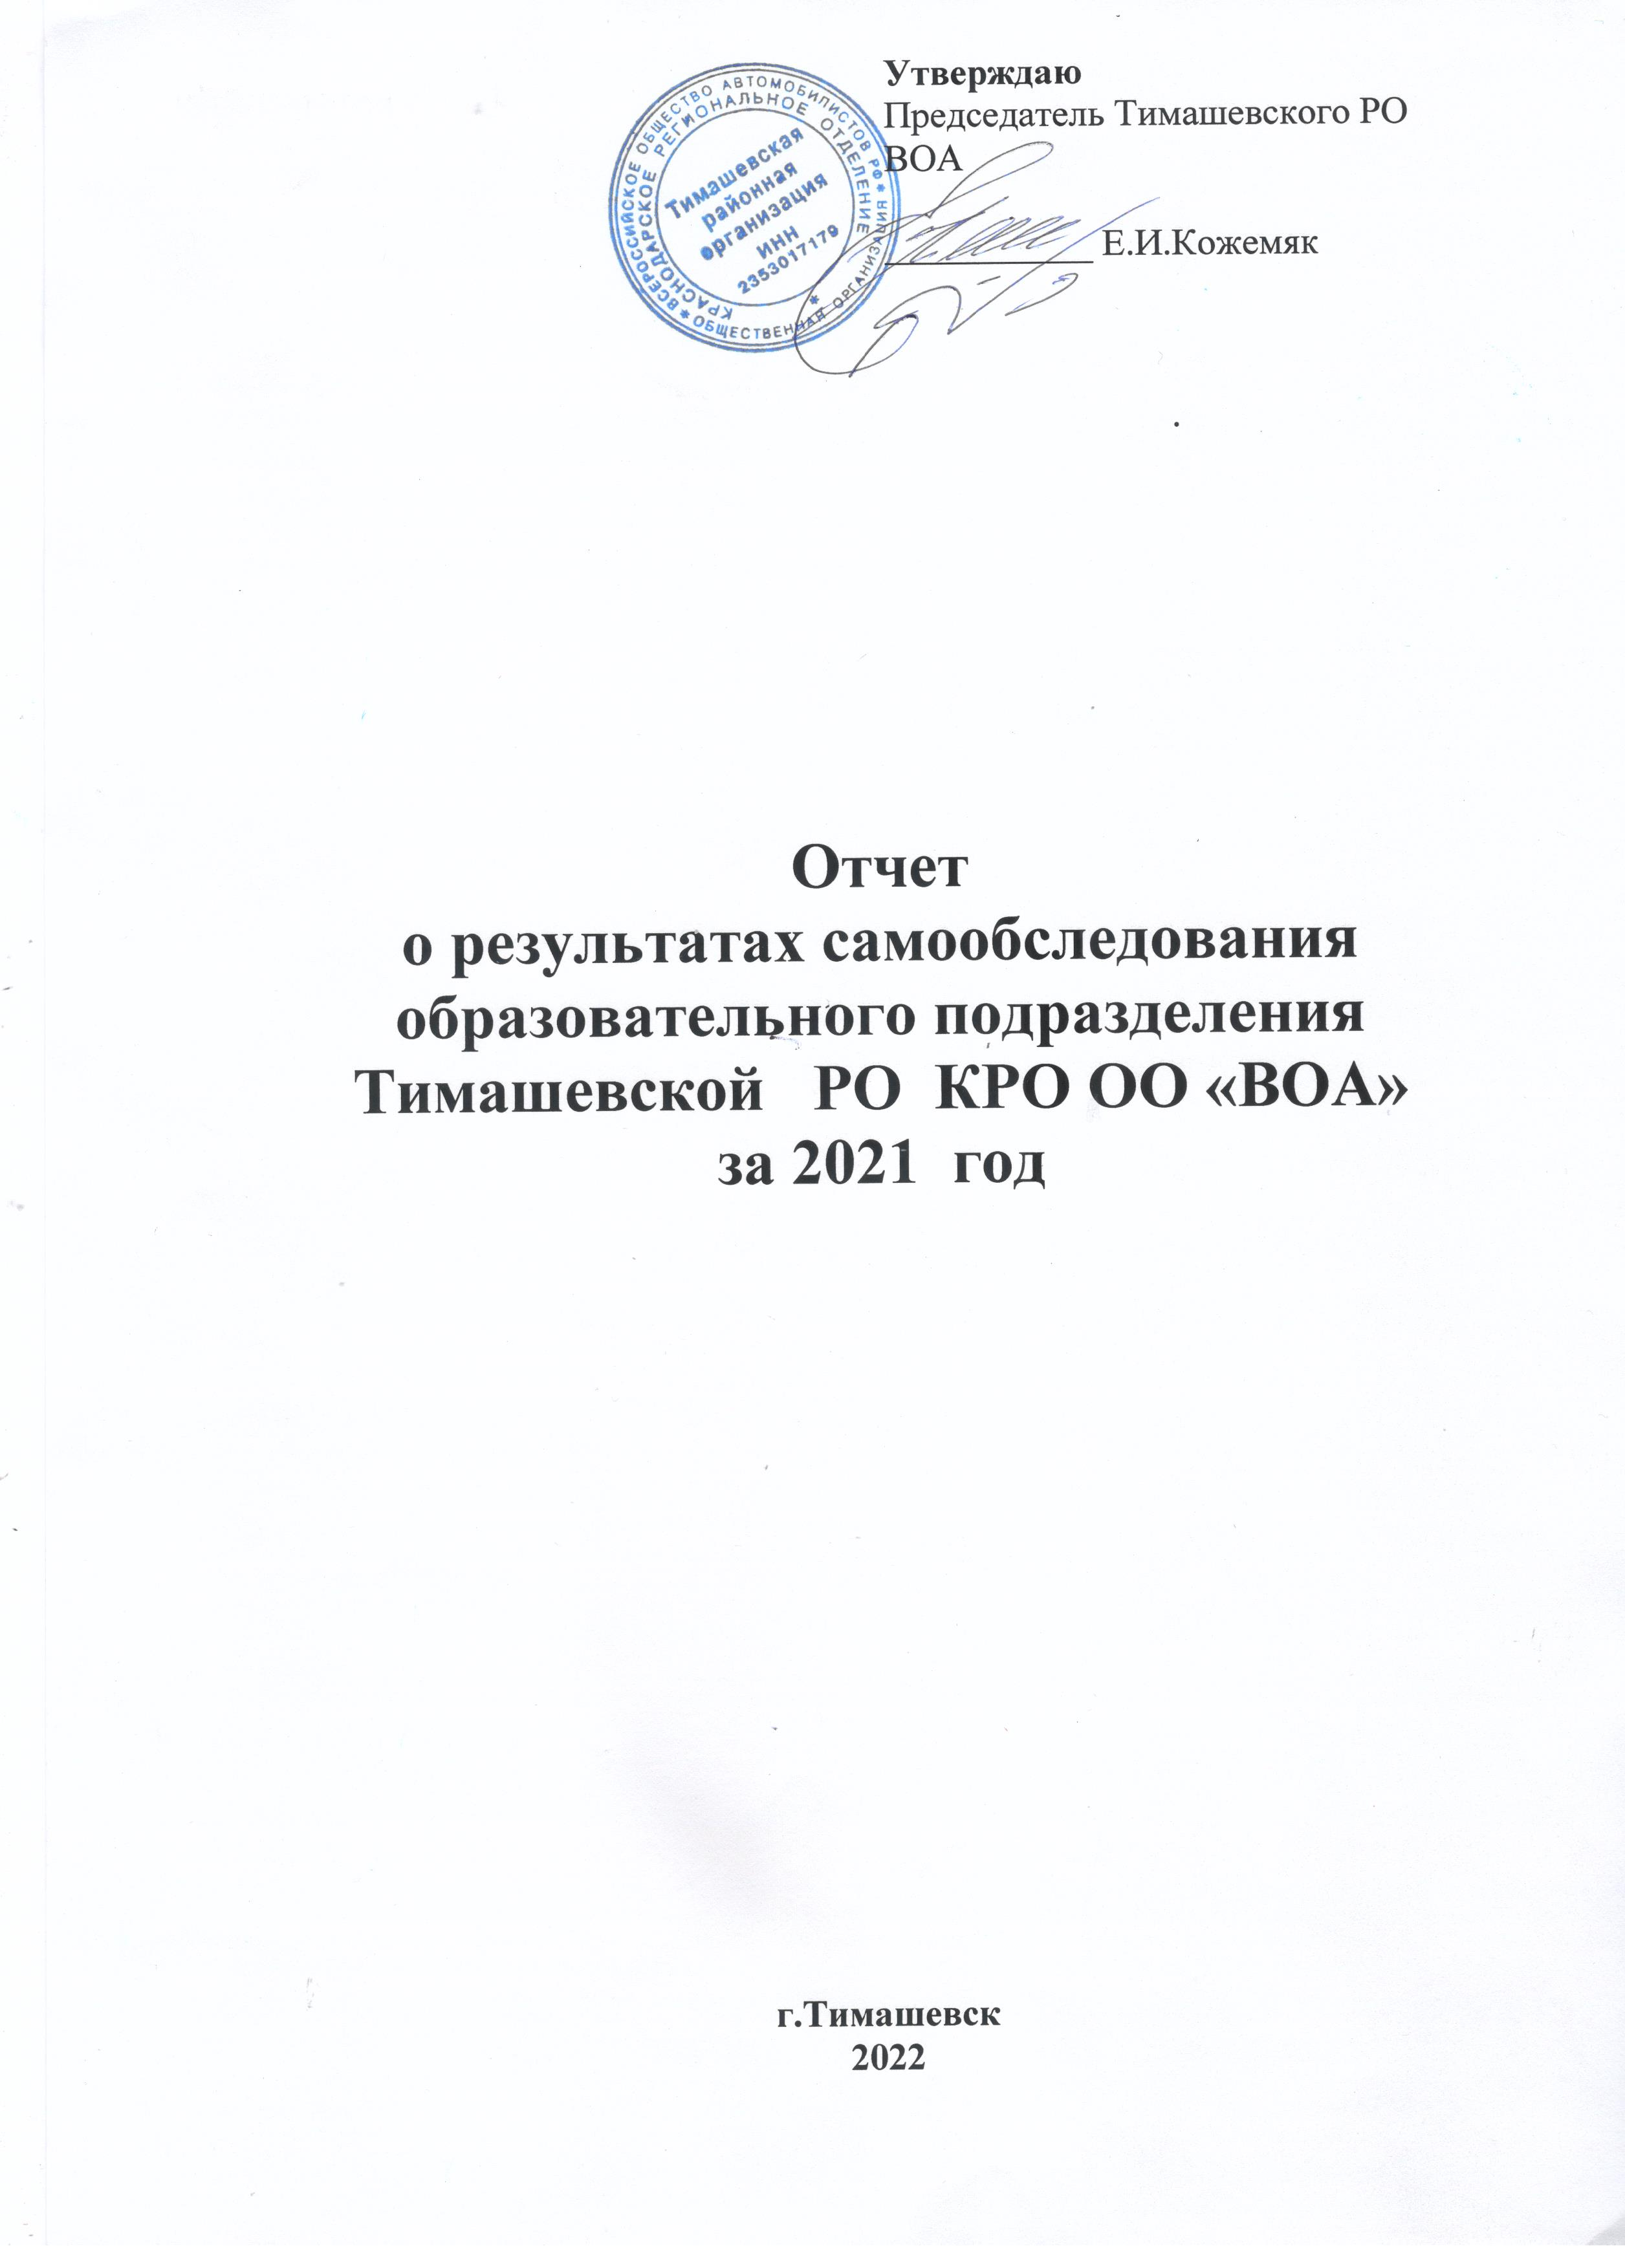 Утверждаю
Председатель Тимашевского РО
ВОА
Е.И.Кожемяк
ВСЕРОССИЙСКОЕ ОБЩЕСТВО АВТОМОБИЛИСТОВ РФ
ОБЩЕСТВЕННАЯ ОРГАНИЗАЦИЯ
КРАСНОДАРСКОЕ РЕГИОНАЛЬНОЕ ОТДЕЛЕНИЕ
Тимашевская
районная
организация
ИНН
2353017179
Отчет
о результатах самообследования
образовательного подразделения
Тимашевской РО КРО ОО «ВОА»
за 2021 год
г.Тимашевск
2022